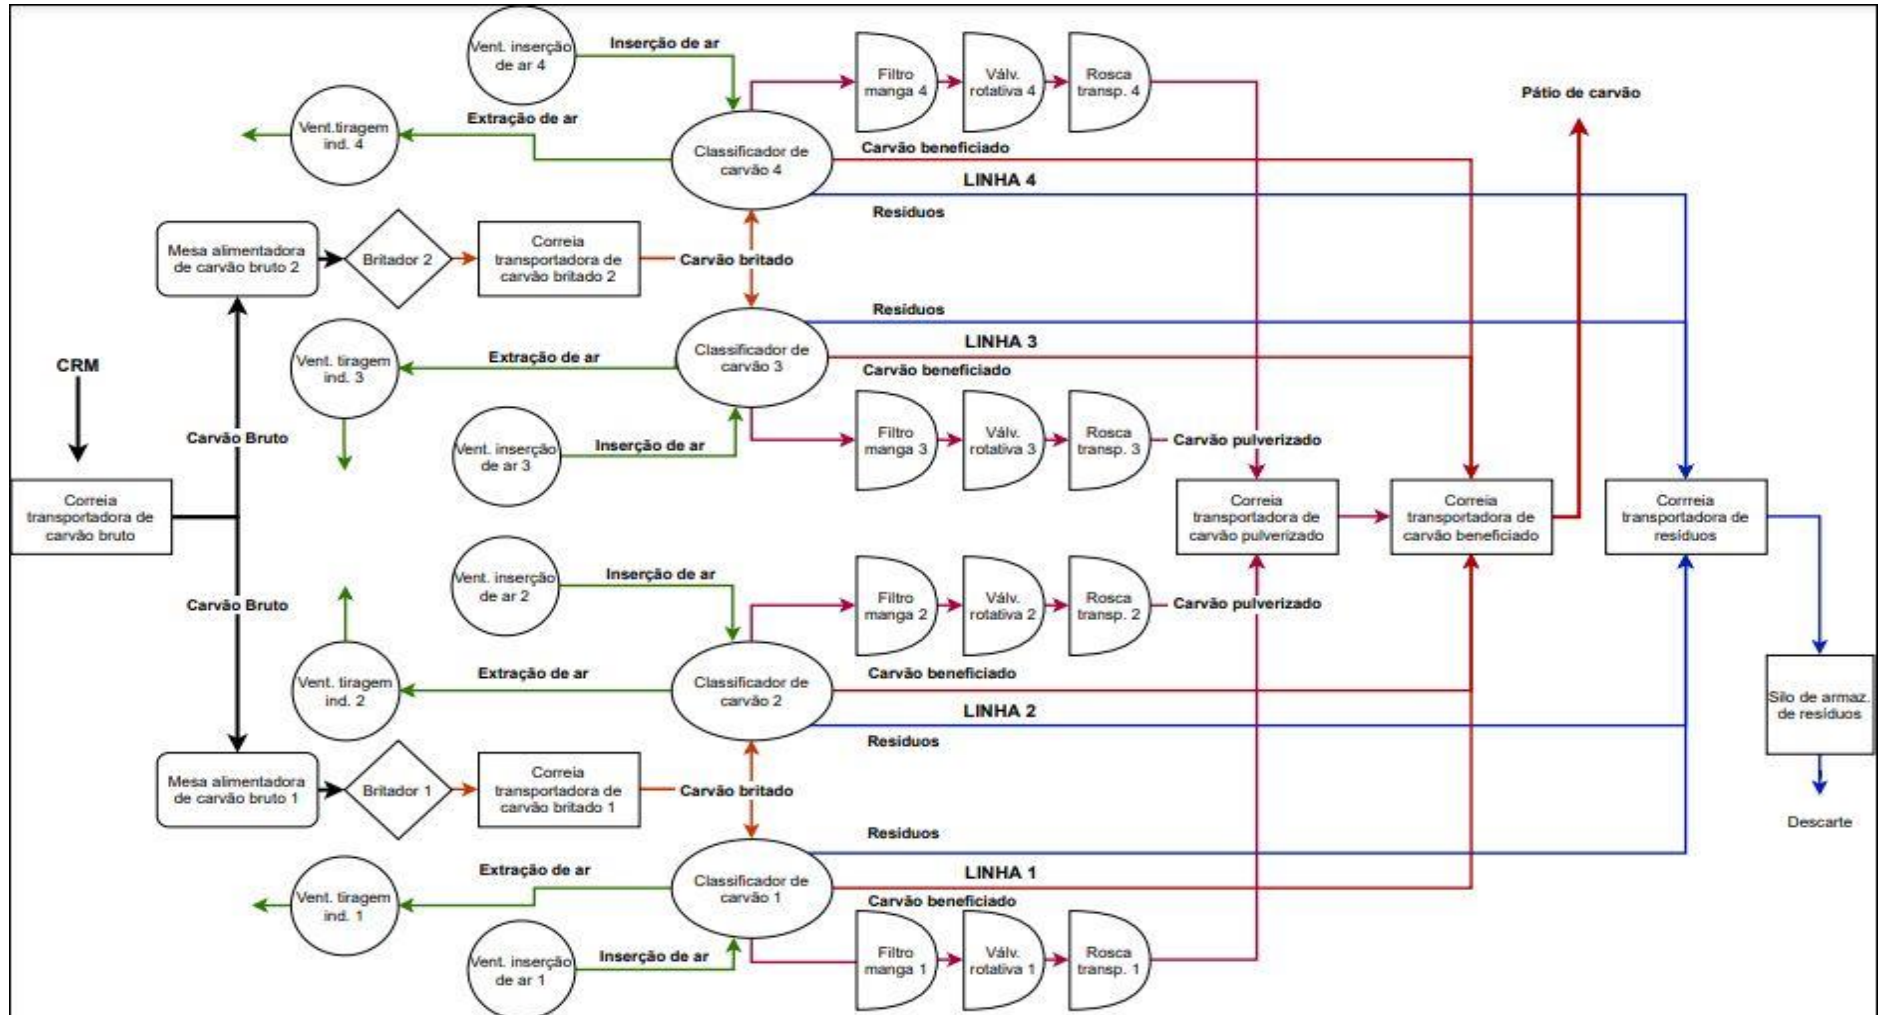 Vent. inserção
de ar 4
Inserção de ar
Filtro
manga 4
Válv.
rotativa 4
Rosca
transp. 4
Pátio de carvão
Vent.tiragem
ind. 4
Extração de ar
Classificador de
carvão 4
Carvão beneficiado
LINHA 4
Resíduos
Mesa alimentadora
de carvão bruto 2
Britador 2
Correia
transportadora de
carvão britado 2
Carvão britado
Resíduos
Vent. tiragem
ind. 3
Extração de ar
Classificador de
carvão 3
LINHA 3
Carvão beneficiado
CRM
Carvão Bruto
Vent. inserção
de ar 3
Inserção de ar
Filtro
manga 3
Válv.
rotativa 3
Rosca
transp. 3
Carvão pulverizado
Correia
transportadora de
carvão bruto
Correia
transportadora de
carvão pulverizado
Correia
transportadora de
carvão beneficiado
Corrreia
transportadora de
resíduos
Carvão Bruto
Vent. inserção
de ar 2
Inserção de ar
Filtro
manga 2
Válv.
rotativa 2
Rosca
transp. 2
Carvão pulverizado
Vent. tiragem
ind. 2
Extração de ar
Classificador de
carvão 2
Carvão beneficiado
LINHA 2
Resíduos
Silo de armaz.
de resíduos
Mesa alimentadora
de carvão bruto 1
Britador 1
Correia
transportadora de
carvão britado 1
Carvão britado
Resíduos
Descarte
Vent. tiragem
ind. 1
Extração de ar
Classificador de
carvão 1
LINHA 1
Carvão beneficiado
Vent. inserção
de ar 1
Inserção de ar
Filtro
manga 1
Válv.
rotativa 1
Rosca
transp. 1